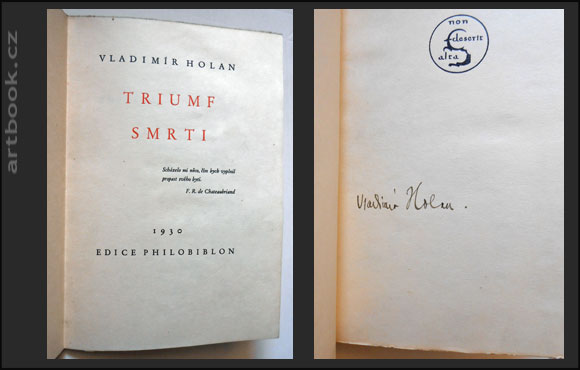 artbook.cz
VLADIMÍR HOLAN
TRIUMF
SMRTI
Scházelo mi něco, čím bych vyplnil
propast svého bytí.
F. R. de Chateaubriand
1930
EDICE PHILOBIBLON
non
deserit
alta
Vladimír Holan.